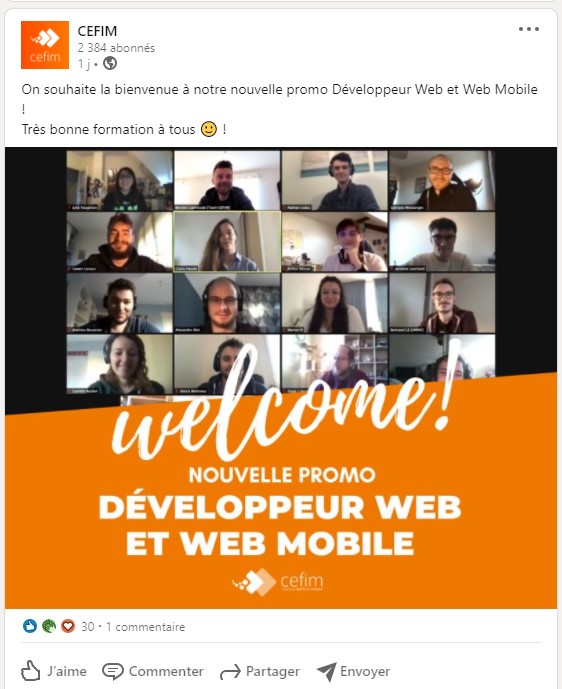 CEFIM
2 384 abonnés
1 j •
cefim
On souhaite la bienvenue à notre nouvelle promo Développeur Web et Web Mobile
!
Très bonne formation à tous 🙂 !
welcome!
NOUVELLE PROMO
DÉVELOPPEUR WEB
ET WEB MOBILE
cefim
30 • 1 commentaire
J'aime
Commenter
Partager
Envoyer